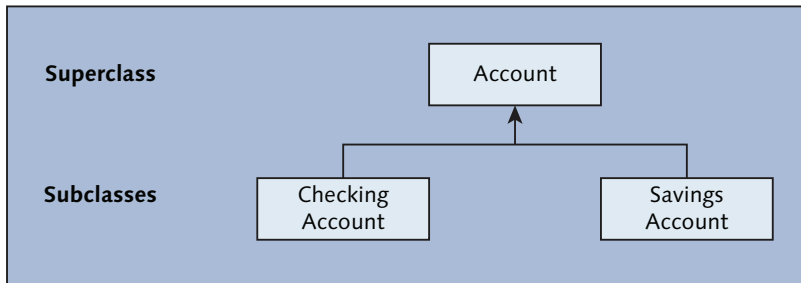 Superclass
Account
Subclasses
Checking
Account
Savings
Account